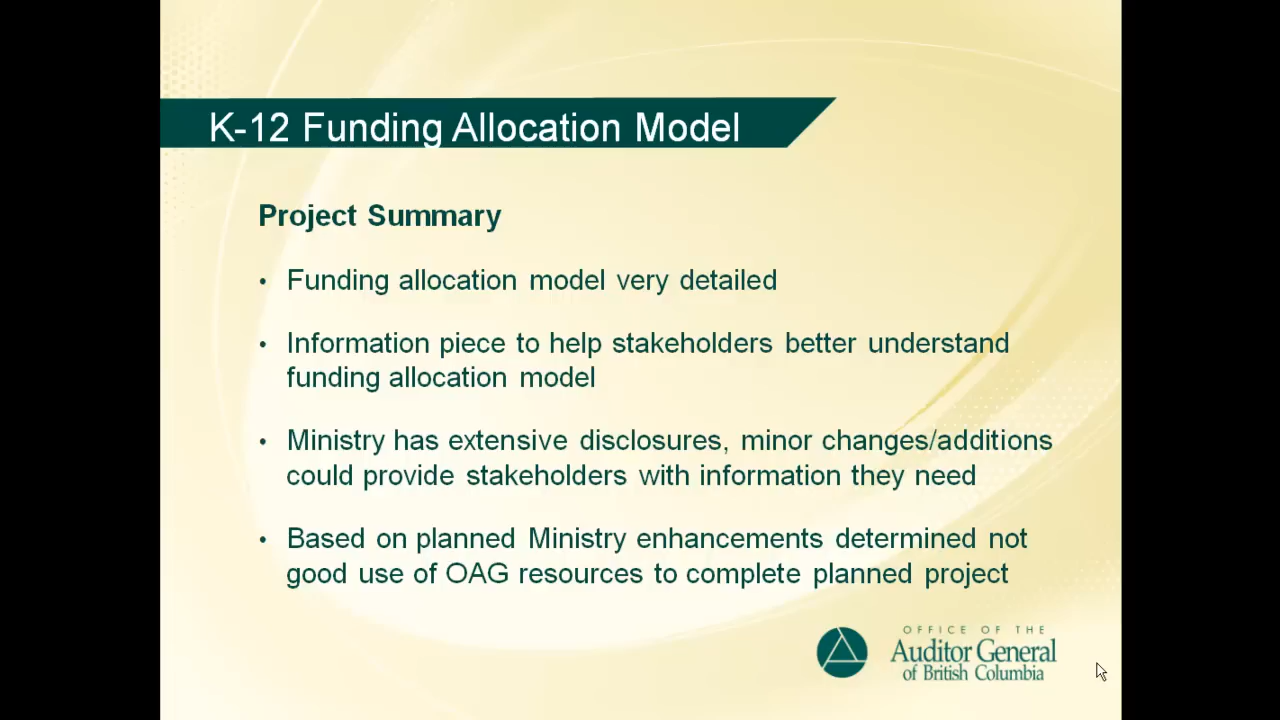 K-12 Funding Allocation Model
Project Summary
• Funding allocation model very detailed
• Information piece to help stakeholders better understand
funding allocation model
• Ministry has extensive disclosures, minor changes/additions
could provide stakeholders with information they need
• Based on planned Ministry enhancements determined not
good use of OAG resources to complete planned project
OFFICE OF THE
Auditor General
of British Columbia